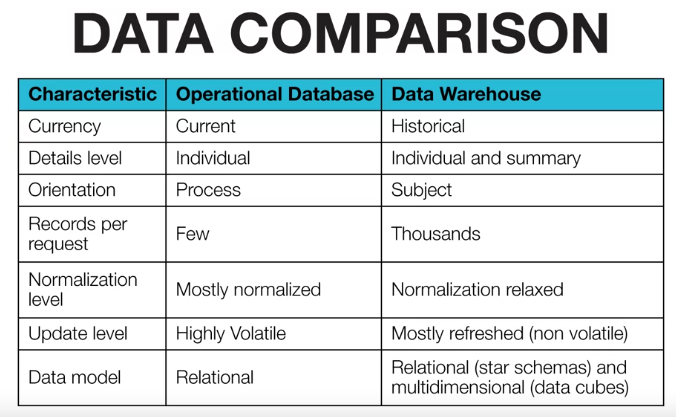 DATA COMPARISON
Characteristic Operational Database Data Warehouse
Currency Current Historical
Details level Individual Individual and summary
Orientation Process Subject
Records per
request Few Thousands
Normalization
level Mostly normalized Normalization relaxed
Update level Highly Volatile Mostly refreshed (non volatile)
Data model Relational Relational (star schemas) and
multidimensional (data cubes)